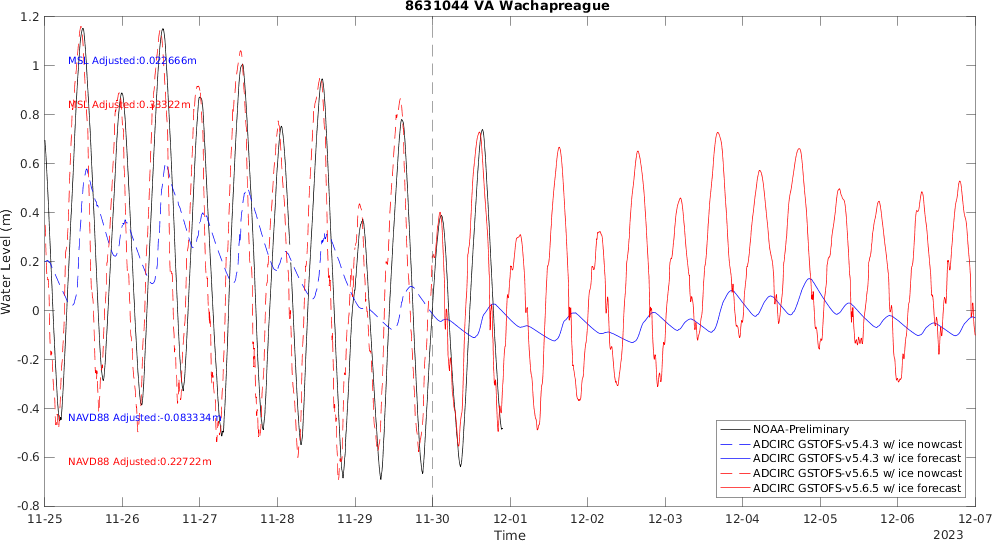 8631044 VA Wachapreague
1.2
1
0.8
0.6
0.4
0.2
0
-0.2
-0.4
-0.6
-0.8
Water Level (m)
MSL Adjusted:0.022666m
MSL Adjusted:0.33322m
NAVD88 Adjusted:-0.083334m
NAVD88 Adjusted:0.22722m
NOAA-Preliminary
ADCIRC GSTOFS-v5.4.3 w/ ice nowcast
ADCIRC GSTOFS-v5.4.3 w/ ice forecast
ADCIRC GSTOFS-v5.6.5 w/ ice nowcast
ADCIRC GSTOFS-v5.6.5 w/ ice forecast
11-25 11-26 11-27 11-28 11-29 11-30 12-01 12-02 12-03 12-04 12-05 12-06 12-07
Time
2023